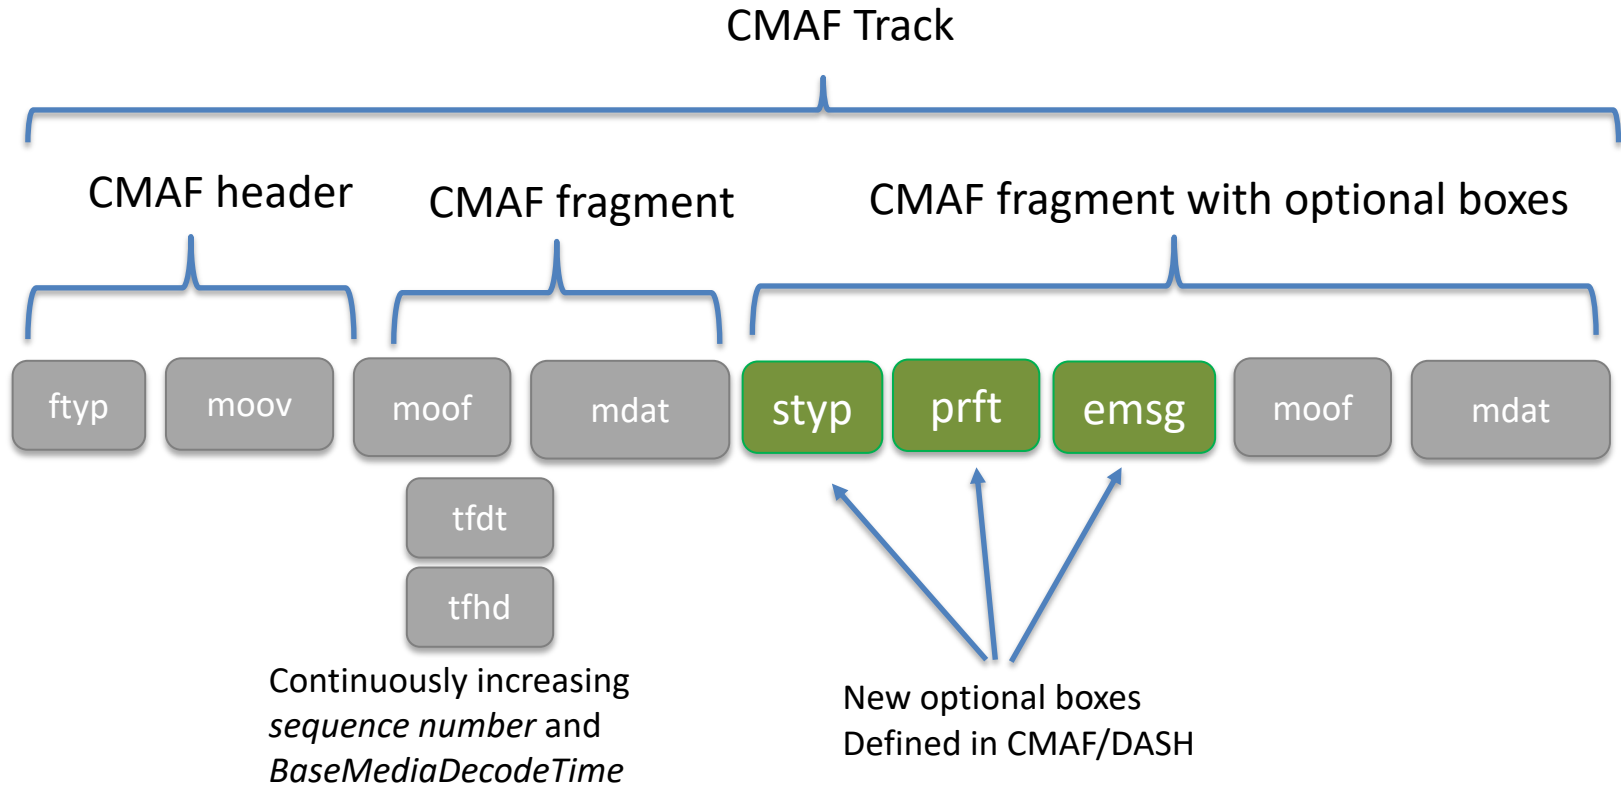 CMAF Track
CMAF header
CMAF fragment
CMAF fragment with optional boxes
ftyp
moov
moof
mdat
styp
prft
emsg
moof
mdat
tfdt
tfhd
Continuously increasing
sequence number and
BaseMediaDecodeTime
New optional boxes
Defined in CMAF/DASH